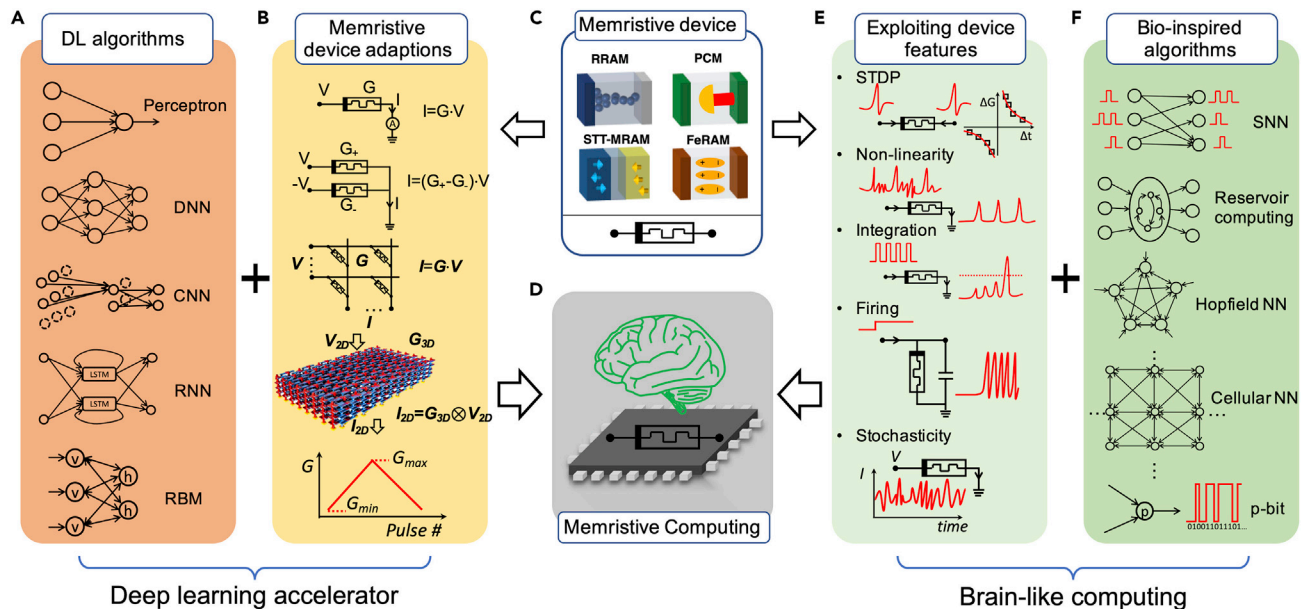 A
DL algorithms
Perceptron
DNN
CNN
LSTM
LSTM
RNN
v
v
v
h
h
RBM
B
Memristive
device adaptions
V
G
I
A
I=G·V
V
G+
-V
G-
I
I=(G+-G-)·V
V
G
I=G·V
I
V2D
G3D
I2D=G3D⊗V2D
I2D
G
Gmax
Gmin
Pulse #
Deep learning accelerator
C
Memristive device
RRAM
PCM
STT-MRAM
FeRAM
D
Memristive Computing
E
Exploiting device
features
• STDP
ΔG
Δt
• Non-linearity
• Integration
• Firing
• Stochasticity
V
I
time
F
Bio-inspired
algorithms
SNN
Reservoir
computing
Hopfield NN
Cellular NN
p
p-bit
010011011101...
Brain-like computing